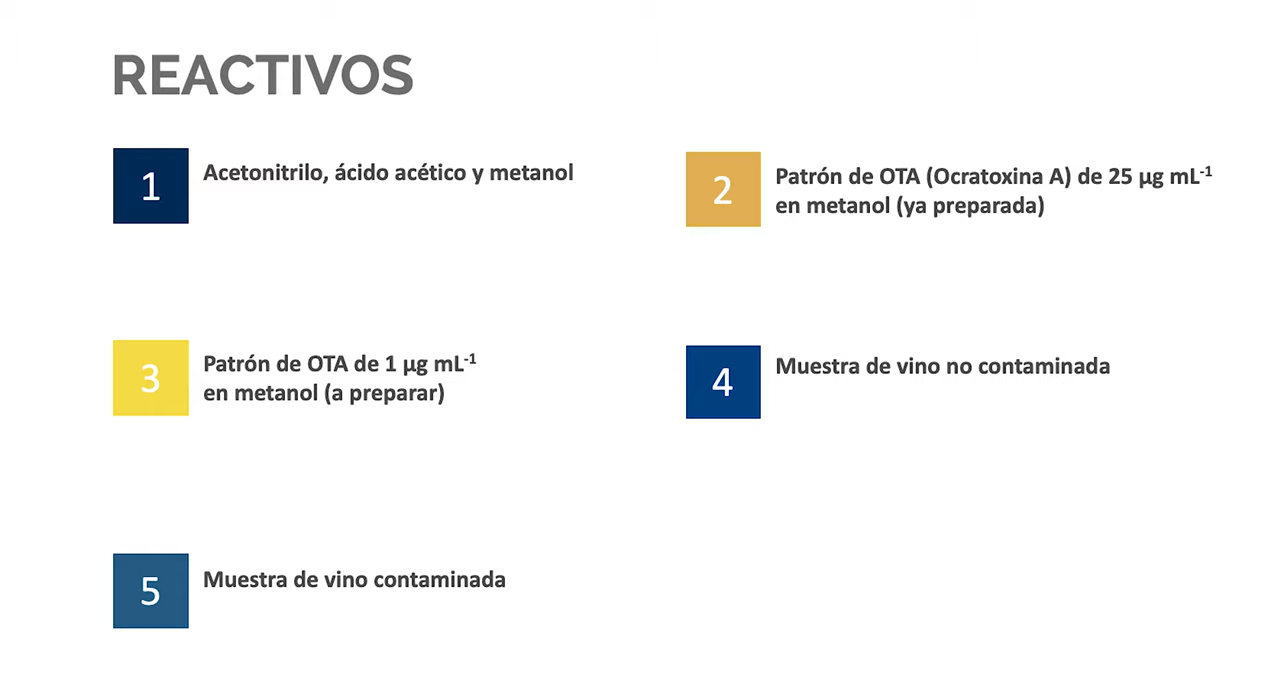 REACTIVOS
1
Acetonitrilo, ácido acético y metanol
2
Patrón de OTA (Ocratoxina A) de 25 µg mL⁻¹
en metanol (ya preparada)
3
Patrón de OTA de 1 µg mL⁻¹
en metanol (a preparar)
4
Muestra de vino no contaminada
5
Muestra de vino contaminada